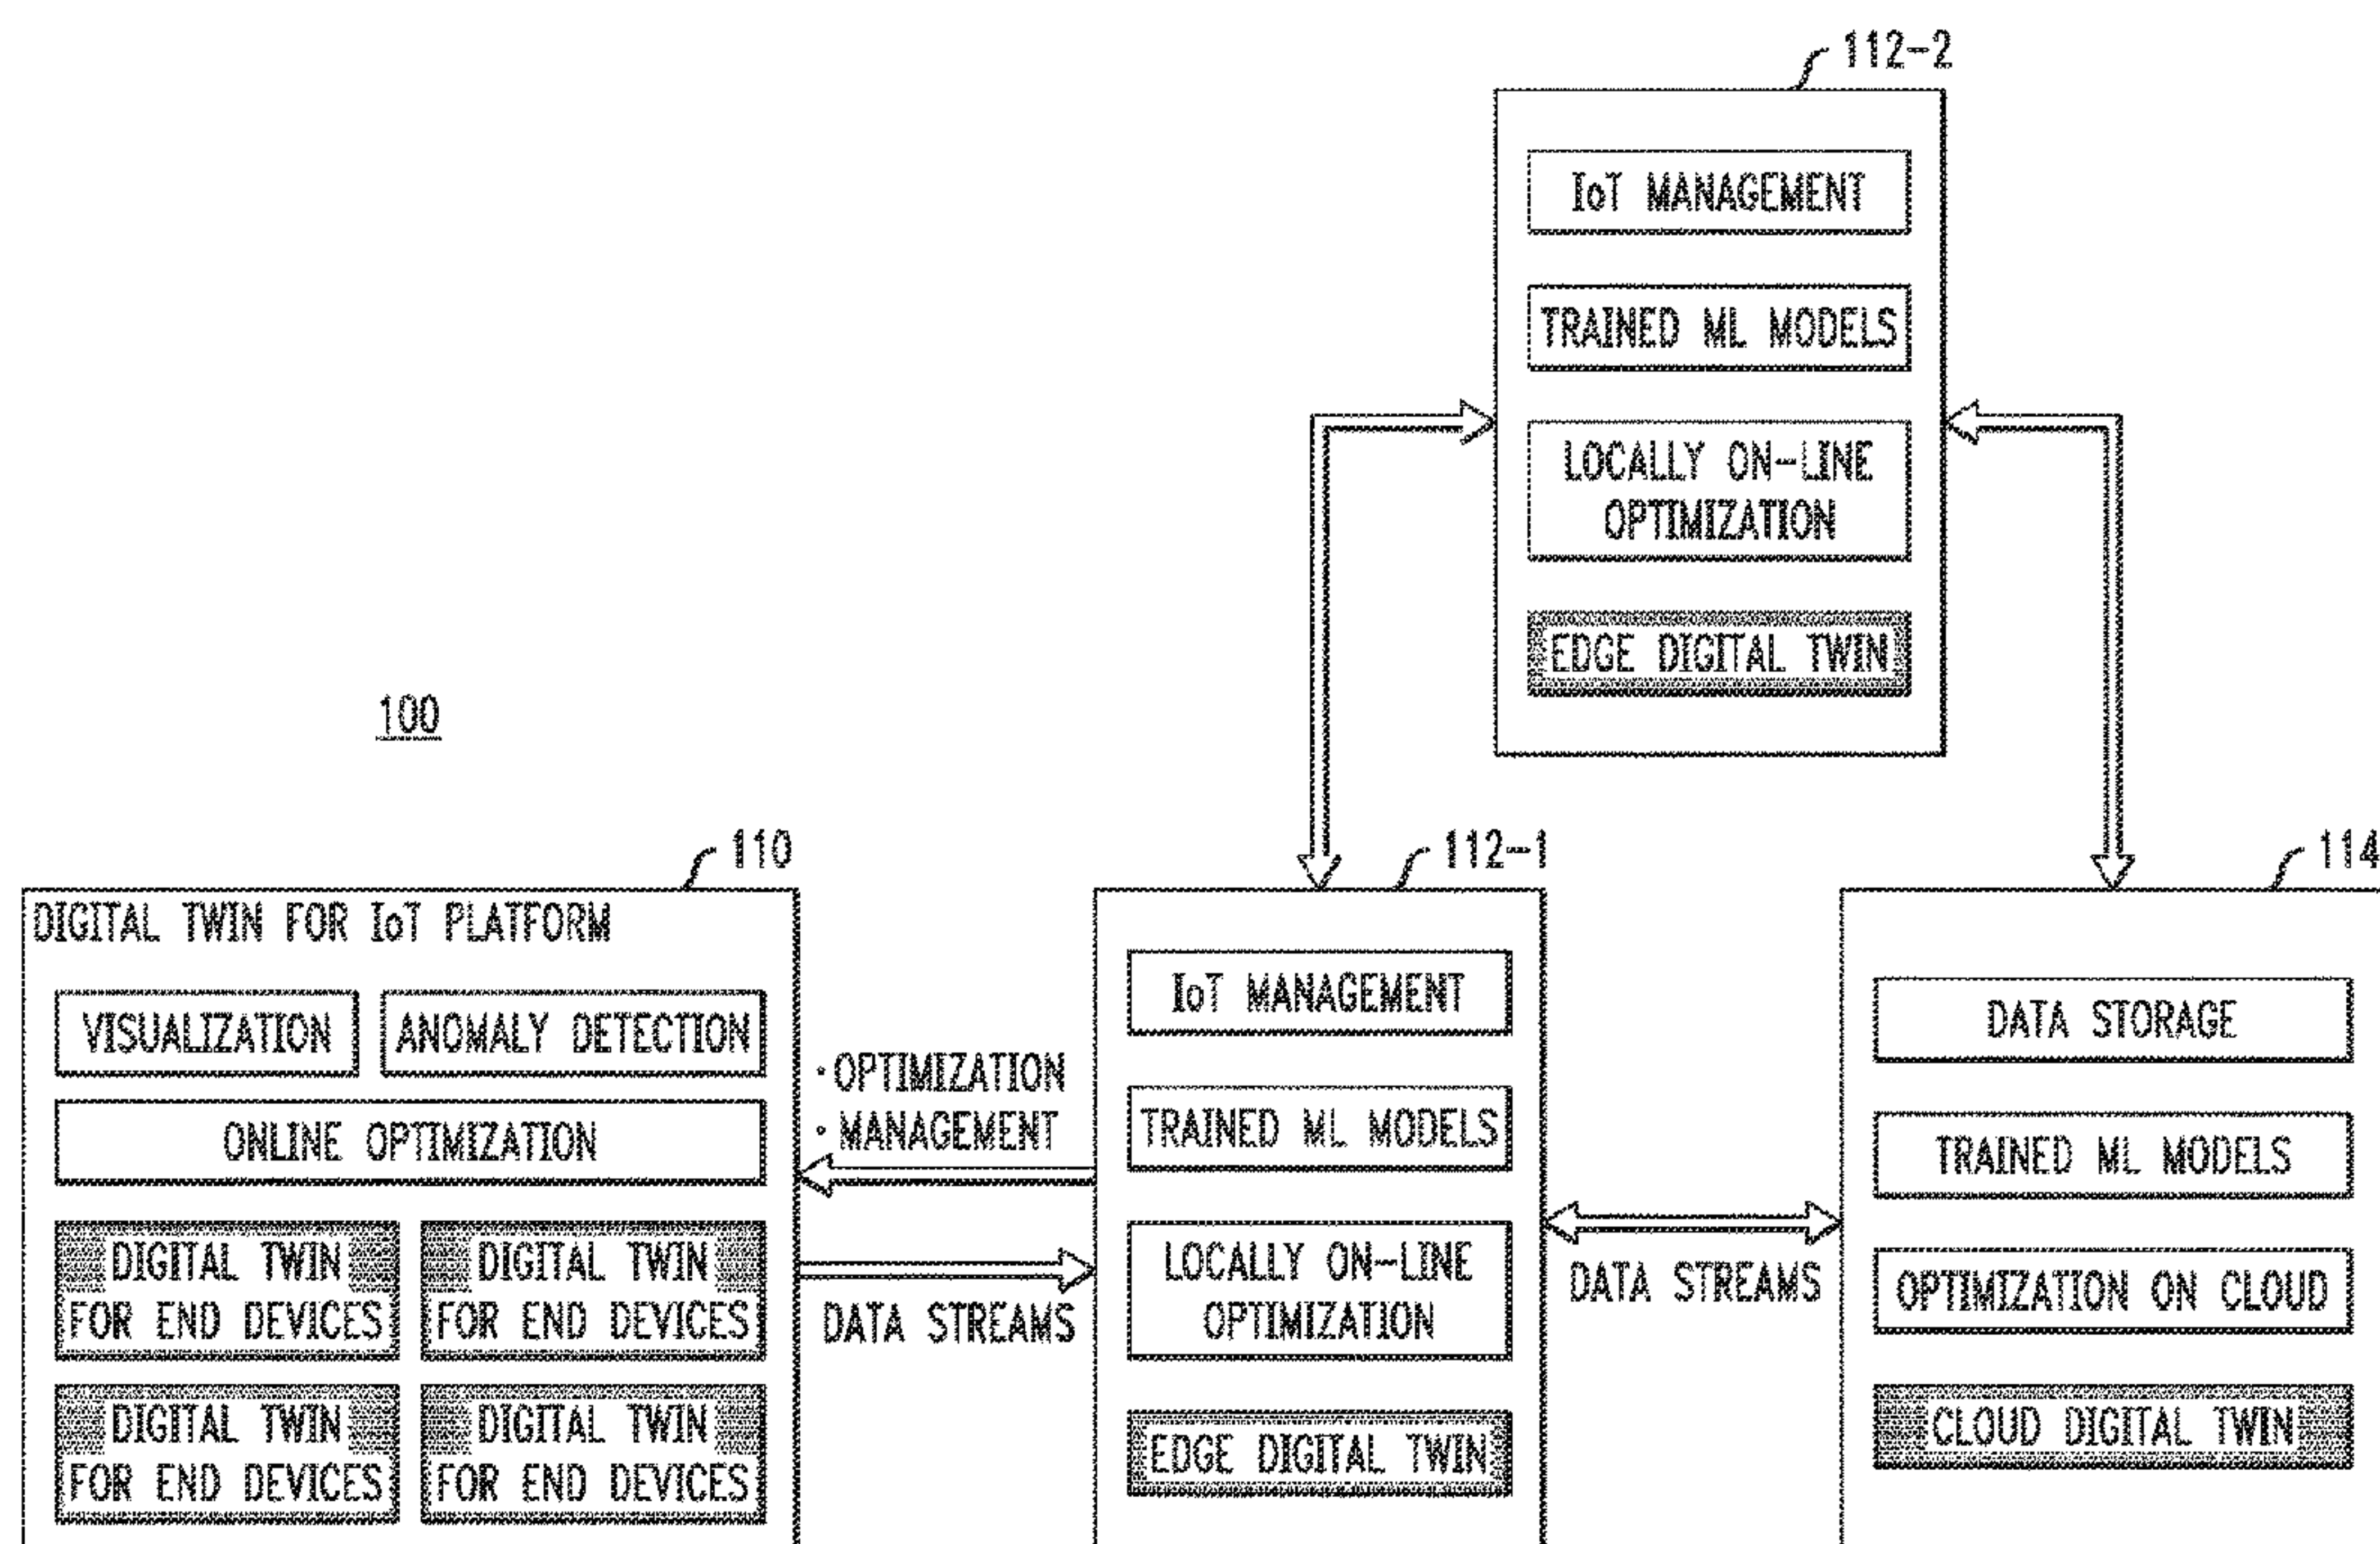 112-2
IoT MANAGEMENT
TRAINED ML MODELS
LOCALLY ON-LINE
OPTIMIZATION
EDGE DIGITAL TWIN
100
110
DIGITAL TWIN FOR IoT PLATFORM
VISUALIZATION
ANOMALY DETECTION
ONLINE OPTIMIZATION
DIGITAL TWIN
FOR END DEVICES
DIGITAL TWIN
FOR END DEVICES
DIGITAL TWIN
FOR END DEVICES
DIGITAL TWIN
FOR END DEVICES
• OPTIMIZATION
• MANAGEMENT
DATA STREAMS
112-1
IoT MANAGEMENT
TRAINED ML MODELS
LOCALLY ON-LINE
OPTIMIZATION
EDGE DIGITAL TWIN
DATA STREAMS
114
DATA STORAGE
TRAINED ML MODELS
OPTIMIZATION ON CLOUD
CLOUD DIGITAL TWIN